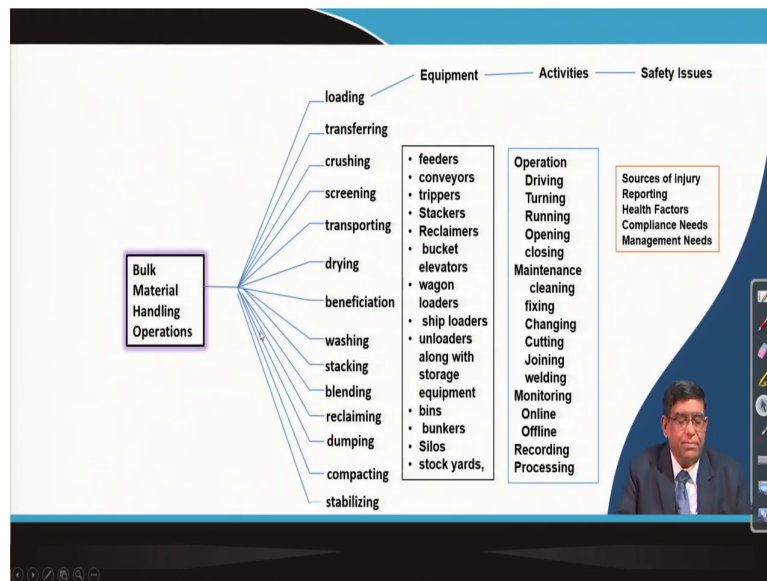 Equipment
Activities
Safety Issues
loading
transferring
crushing
screening
transporting
drying
beneficiation
washing
stacking
blending
reclaiming
dumping
compacting
stabilizing
Bulk
Material
Handling
Operations
• feeders
• conveyors
• trippers
• Stackers
• Reclaimers
• bucket
elevators
• wagon
loaders
• ship loaders
• unloaders
along with
storage
equipment
• bins
• bunkers
• Silos
• stock yards,
Operation
Driving
Turning
Running
Opening
closing
Maintenance
cleaning
fixing
Changing
Cutting
Joining
welding
Monitoring
Online
Offline
Recording
Processing
Sources of injury
Reporting
Health Factors
Compliance Needs
Management Needs